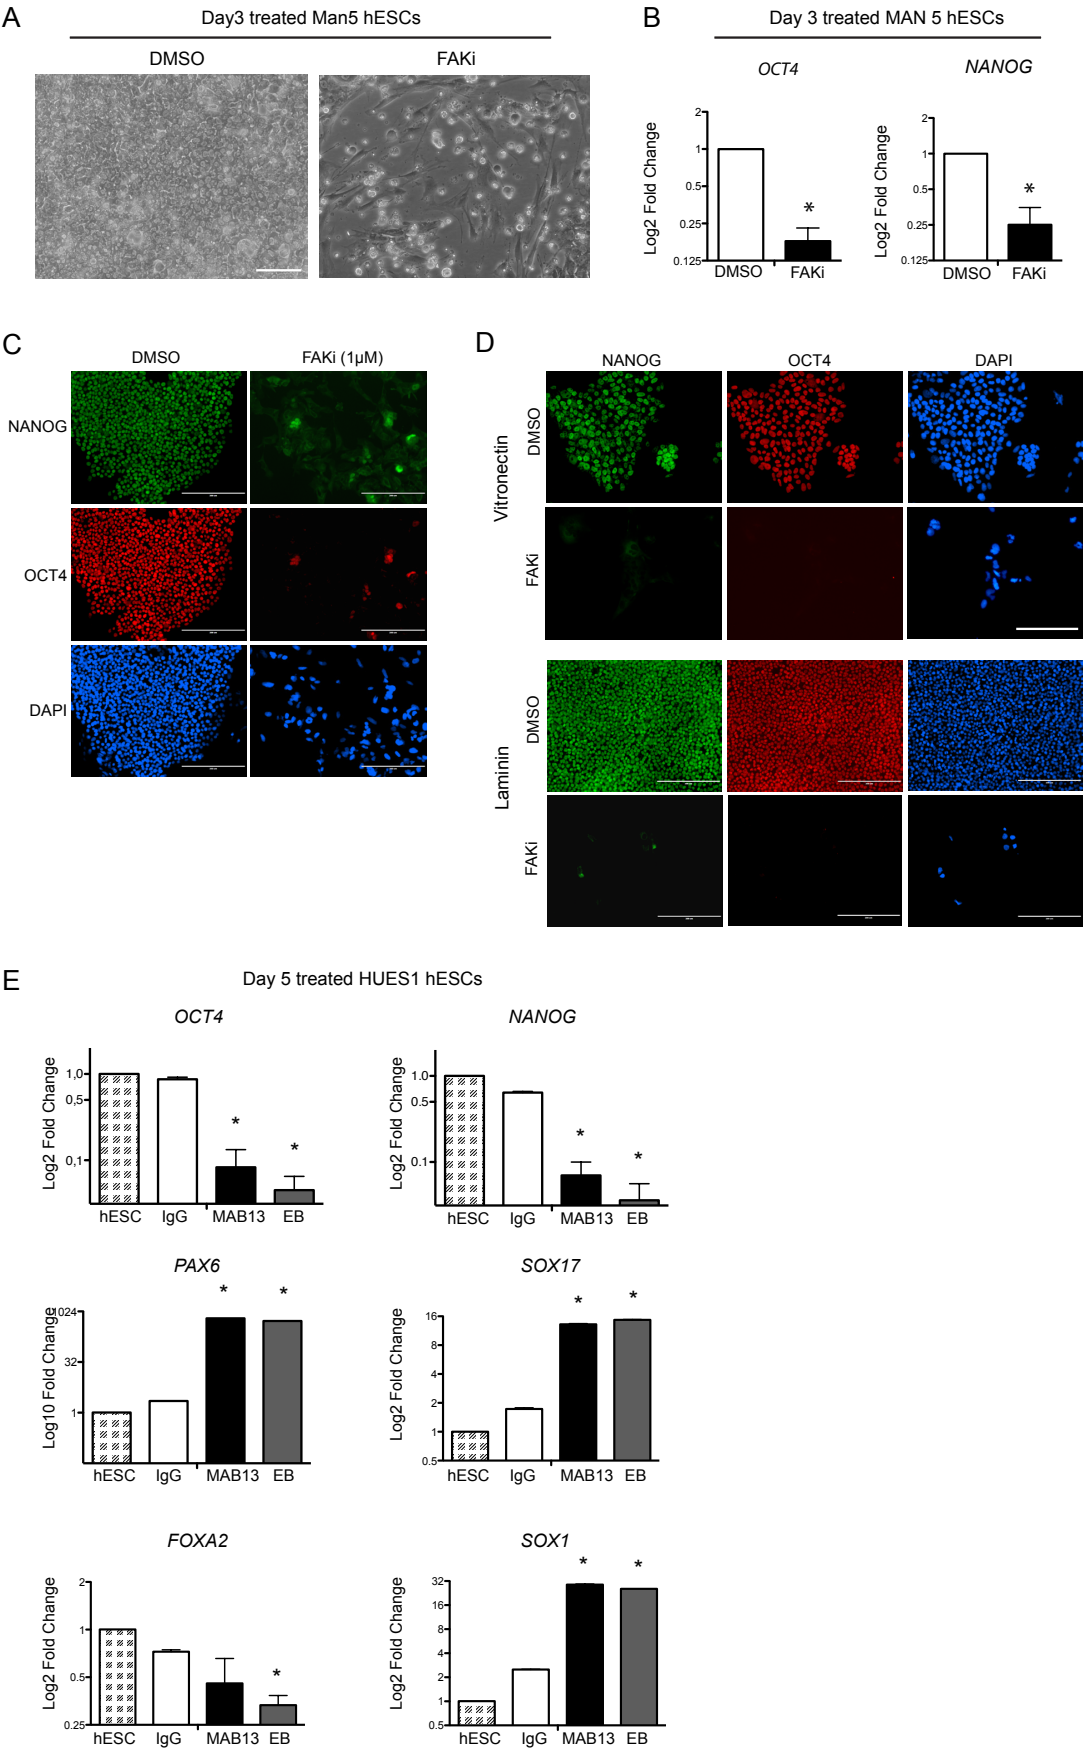 A
Day3 treated Man5 hESCs
DMSO
FAKi
B
Day 3 treated MAN 5 hESCs
OCT4
NANOG
Log2 Fold Change
2
1
0.5
0.25
0.125
*
DMSO
FAKi
Log2 Fold Change
2
1
0.5
0.25
0.125
*
DMSO
FAKi
C
DMSO
FAKi (1µM)
NANOG
OCT4
DAPI
D
NANOG
OCT4
DAPI
Vitronectin
DMSO
FAKi
Laminin
DMSO
FAKi
E
Day 5 treated HUES1 hESCs
OCT4
Log2 Fold Change
1,0
0,5
0,1
*
*
hESC
IgG
MAB13
EB
NANOG
Log2 Fold Change
1.0
0.5
0.1
*
*
hESC
IgG
MAB13
EB
PAX6
Log10 Fold Change
1024
32
1
*
*
hESC
IgG
MAB13
EB
SOX17
Log2 Fold Change
16
8
4
2
1
0.5
*
*
hESC
IgG
MAB13
EB
FOXA2
Log2 Fold Change
2
1
0.5
0.25
*
hESC
IgG
MAB13
EB
SOX1
Log2 Fold Change
32
16
8
4
2
1
0.5
*
*
hESC
IgG
MAB13
EB